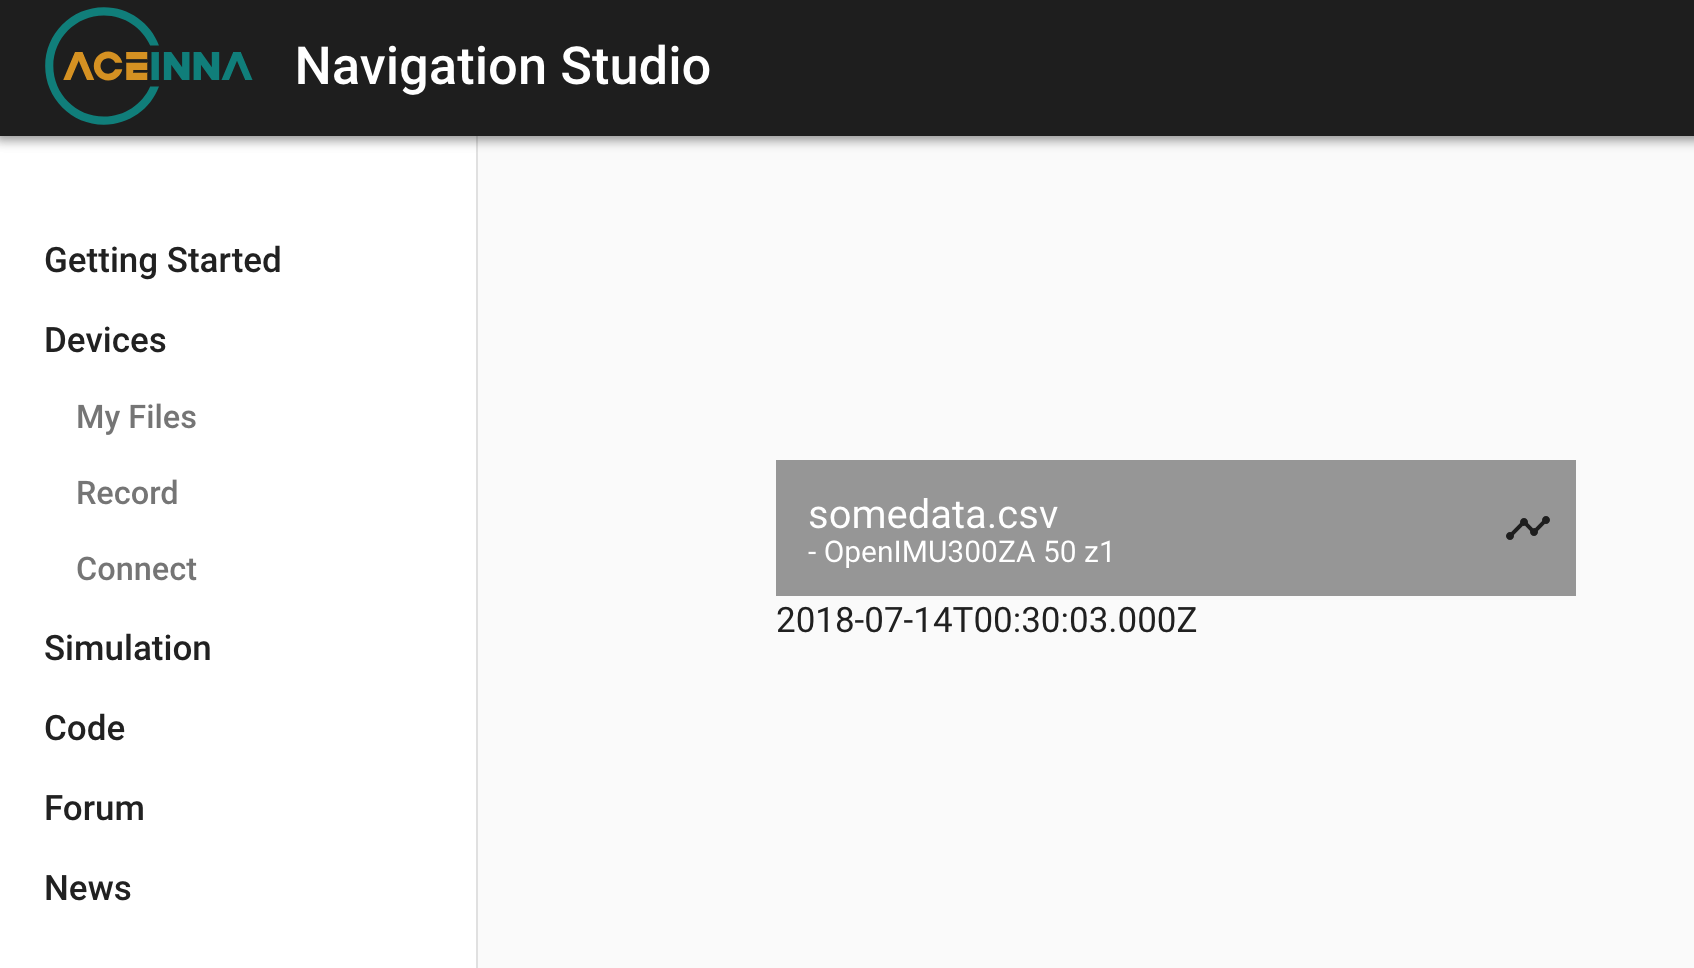 ACEINNA
Navigation Studio
Getting Started
Devices
My Files
Record
Connect
Simulation
Code
Forum
News
somedata.csv
- OpenIMU300ZA 50 z1
2018-07-14T00:30:03.000Z